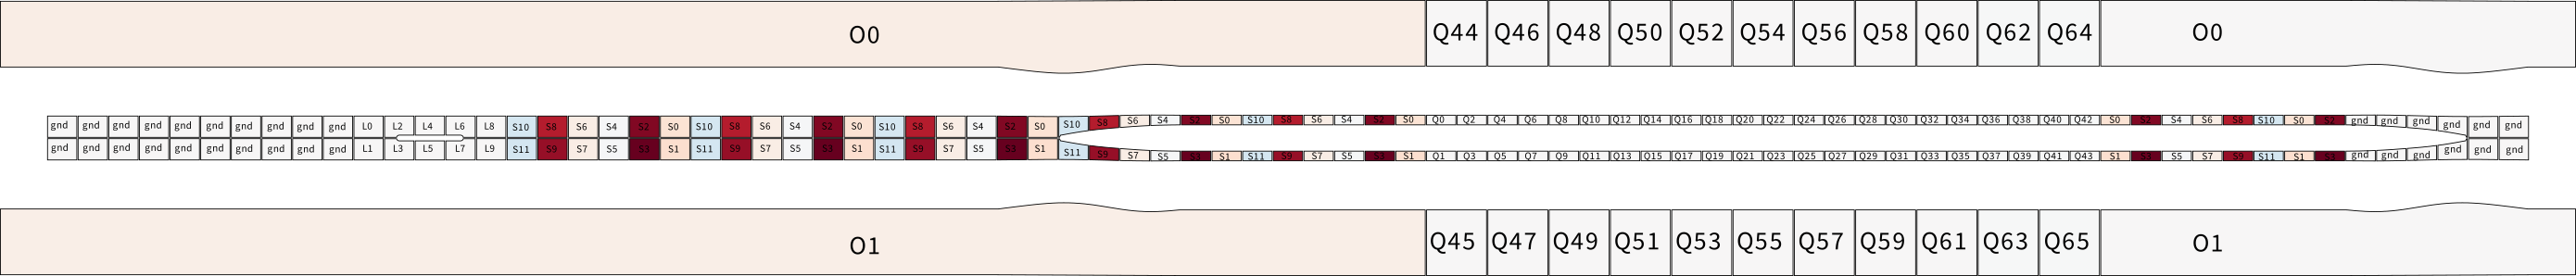 O0 Q44 Q46 Q48 Q50 Q52 Q54 Q56 Q58 Q60 Q62 Q64 O0
gnd gnd gnd gnd gnd gnd gnd gnd gnd gnd L0 L2 L4 L6 L8 S10 S8 S6 S4 S2 S0 S10 S8 S6 S4 S2 S0 S10 S8 S6 S4 S2 S0 S10 S8 S6 S4 S2 S0 S10 S8 S6 S4 S2 S0 Q0 Q2 Q4 Q6 Q8 Q10 Q12 Q14 Q16 Q18 Q20 Q22 Q24 Q26 Q28 Q30 Q32 Q34 Q36 Q38 Q40 Q42 S0 S2 S4 S6 S8 S10 S0 S2 gnd gnd gnd gnd gnd gnd
gnd gnd gnd gnd gnd gnd gnd gnd gnd gnd L1 L3 L5 L7 L9 S11 S9 S7 S5 S3 S1 S11 S9 S7 S5 S3 S1 S11 S9 S7 S5 S3 S1 S11 S9 S7 S5 S3 S1 S11 S9 S7 S5 S3 S1 Q1 Q3 Q5 Q7 Q9 Q11 Q13 Q15 Q17 Q19 Q21 Q23 Q25 Q27 Q29 Q31 Q33 Q35 Q37 Q39 Q41 Q43 S1 S3 S5 S7 S9 S11 S1 S3 gnd gnd gnd gnd gnd gnd
O1 Q45 Q47 Q49 Q51 Q53 Q55 Q57 Q59 Q61 Q63 Q65 O1